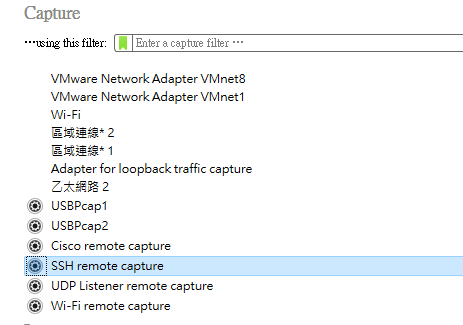 Capture
…using this filter: Enter a capture filter …
VMware Network Adapter VMnet8
VMware Network Adapter VMnet1
Wi-Fi
區域連線* 2
區域連線* 1
Adapter for loopback traffic capture
乙太網路 2
USBPcap1
USBPcap2
Cisco remote capture
SSH remote capture
UDP Listener remote capture
Wi-Fi remote capture